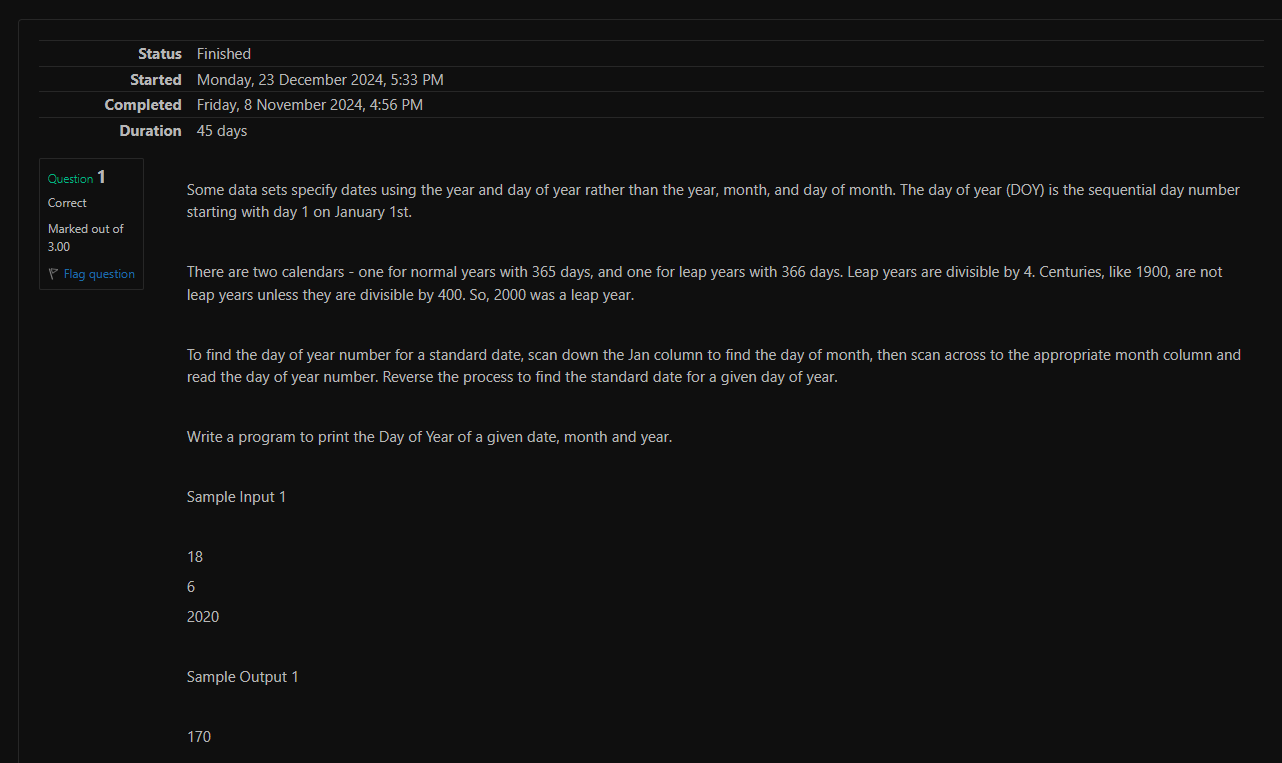 Status Finished
Started Monday, 23 December 2024, 5:33 PM
Completed Friday, 8 November 2024, 4:56 PM
Duration 45 days
Question 1
Correct
Marked out of
3.00
Flag question
Some data sets specify dates using the year and day of year rather than the year, month, and day of month. The day of year (DOY) is the sequential day number
starting with day 1 on January 1st.
There are two calendars - one for normal years with 365 days, and one for leap years with 366 days. Leap years are divisible by 4. Centuries, like 1900, are not
leap years unless they are divisible by 400. So, 2000 was a leap year.
To find the day of year number for a standard date, scan down the Jan column to find the day of month, then scan across to the appropriate month column and
read the day of year number. Reverse the process to find the standard date for a given day of year.
Write a program to print the Day of Year of a given date, month and year.
Sample Input 1
18
6
2020
Sample Output 1
170